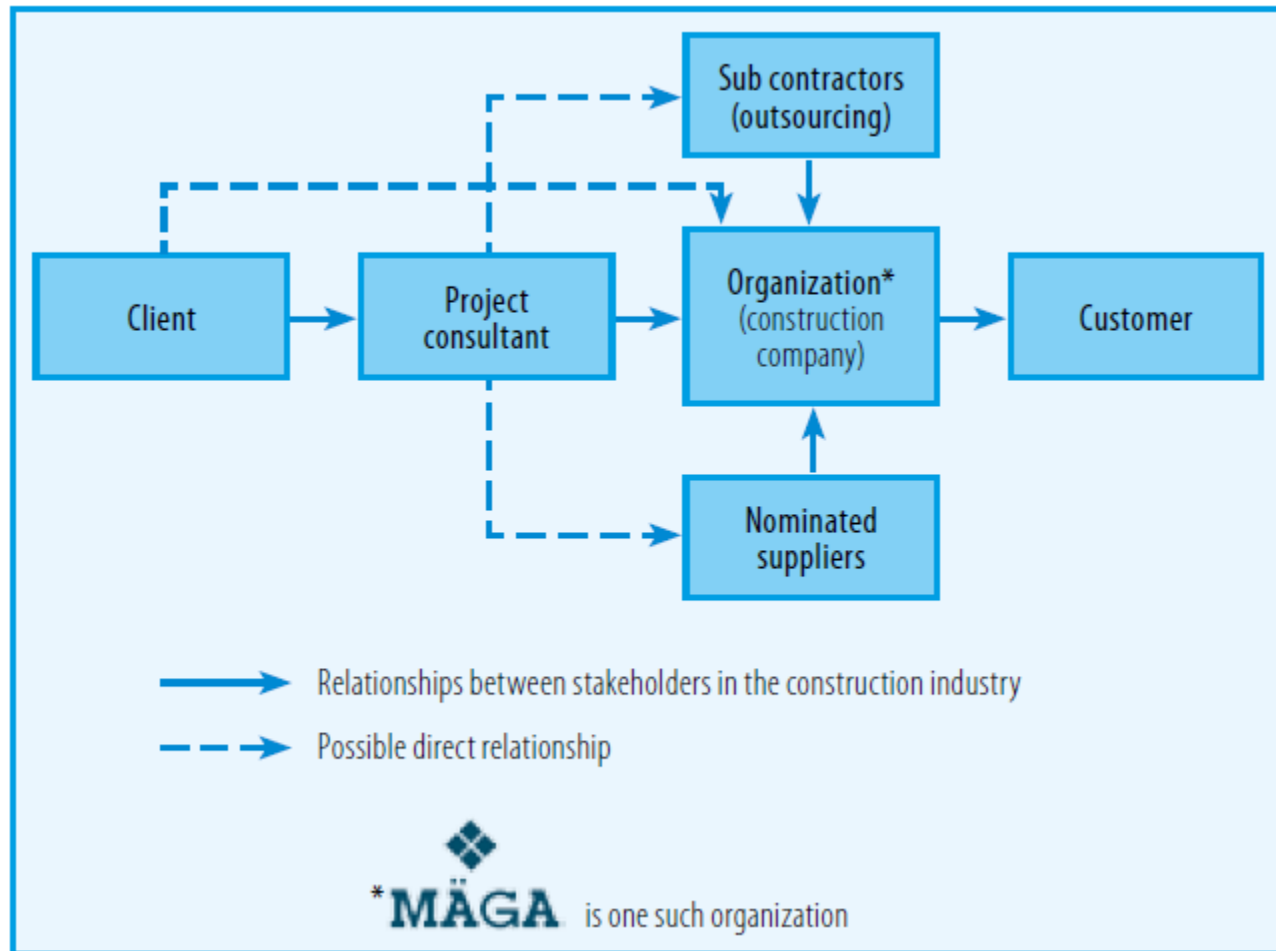 Sub contractors
(outsourcing)
Client
Project
consultant
Organization*
(construction
company)
Customer
Nominated
suppliers
Relationships between stakeholders in the construction industry
Possible direct relationship
*MÄGA is one such organization